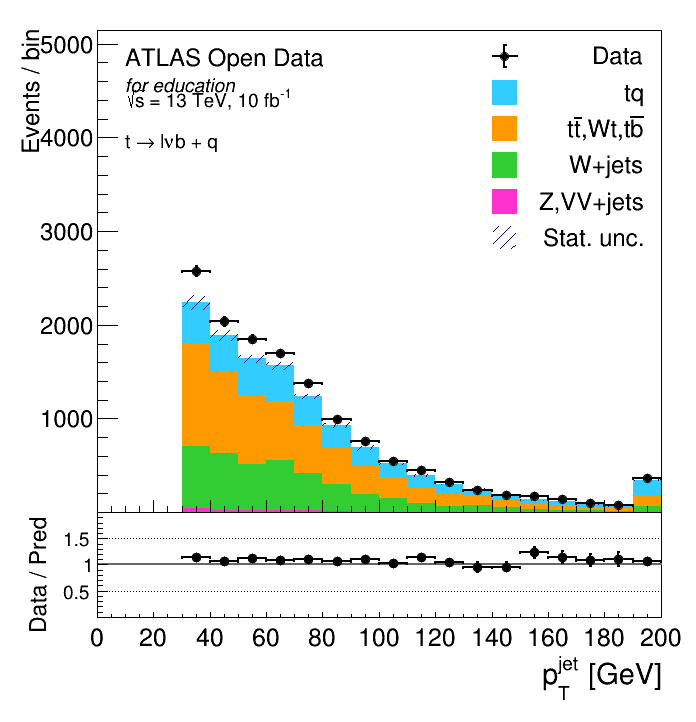 5000
4000
3000
2000
1000
Events / bin
ATLAS Open Data
for education
√s = 13 TeV, 10 fb⁻¹
t → lνb + q
Data
tq
tt̅,Wt,tb̅
W+jets
Z,VV+jets
Stat. unc.
1.5
1
0.5
Data / Pred
0 20 40 60 80 100 120 140 160 180 200
p_T^jet [GeV]